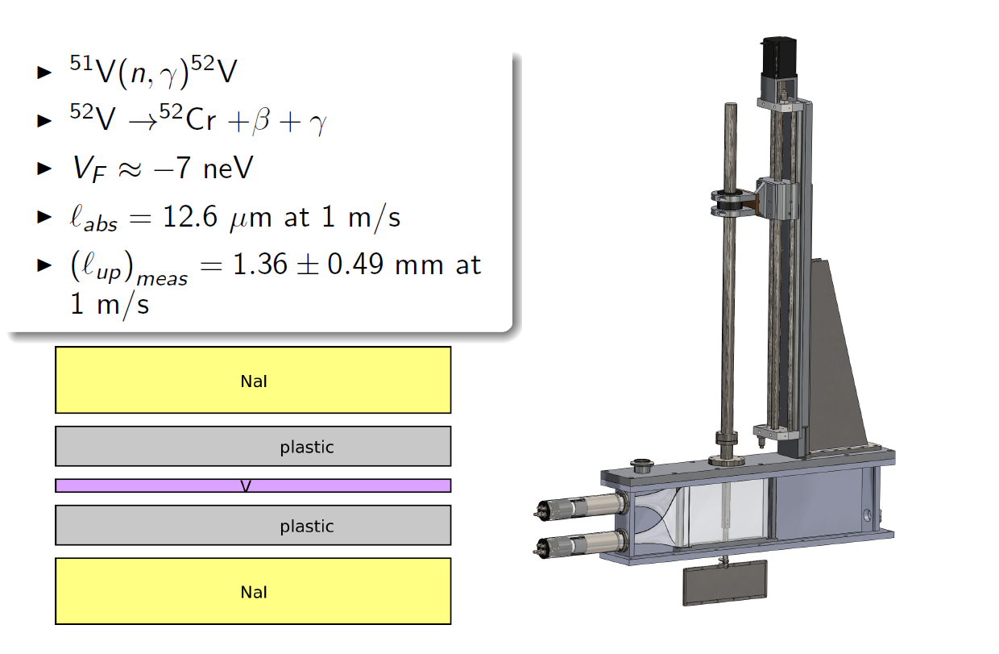 ► ⁵¹V(n, γ)⁵²V
► ⁵²V →⁵²Cr +β + γ
► V_F ≈ −7 neV
► ℓ_abs = 12.6 μm at 1 m/s
► (ℓ_up)_meas = 1.36 ± 0.49 mm at
1 m/s
NaI
plastic
V
plastic
NaI